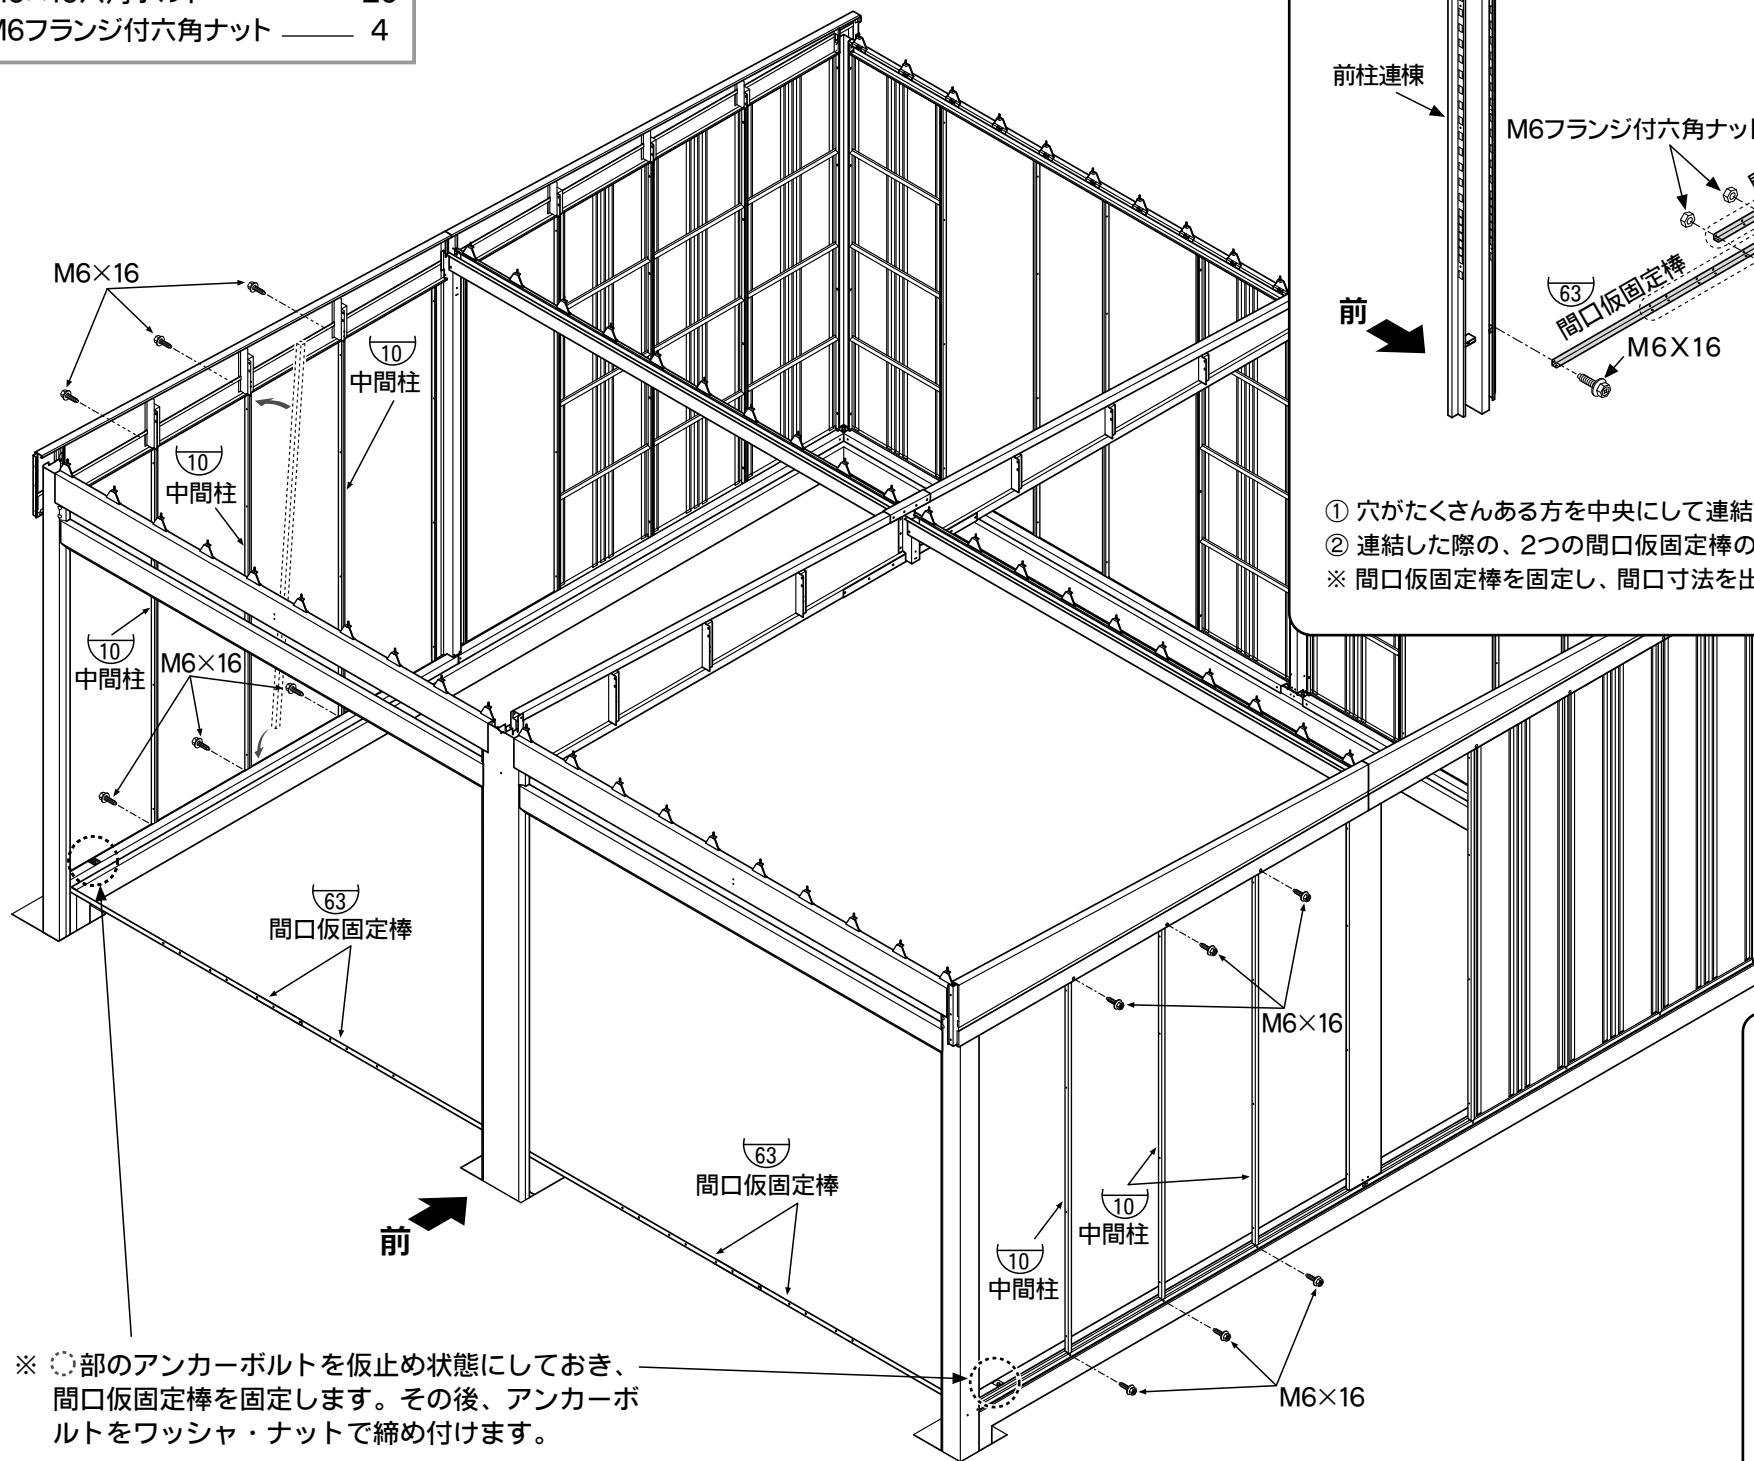 M6フランジ付六角ナット 4
前柱連棟
M6フランジ付六角ナット
63
間口仮固定棒
前
M6X16
① 穴がたくさんある方を中央にして連結
② 連結した際の、2つの間口仮固定棒の
※ 間口仮固定棒を固定し、間口寸法を出
M6×16
10
中間柱
10
中間柱
10
中間柱
M6×16
63
間口仮固定棒
63
間口仮固定棒
前
M6×16
10
中間柱
10
中間柱
M6×16
※ 部のアンカーボルトを仮止め状態にしておき、
間口仮固定棒を固定します。その後、アンカーボ
ルトをワッシャ・ナットで締め付けます。